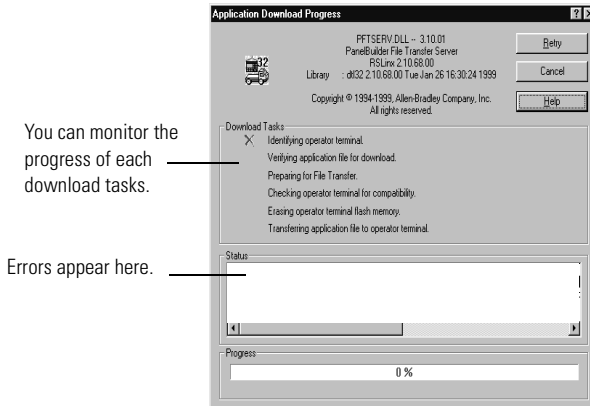 Application Download Progress
PFTSERV.DLL -- 3.10.01
PanelBuilder File Transfer Server
RSLinx 2.10.68.00
Library : dtl32 2.10.68.00 Tue Jan 26 16:30:24 1999
Copyright © 1994-1999, Allen-Bradley Company, Inc.
All rights reserved.
32
Retry
Cancel
Help
You can monitor the
progress of each
download tasks.
Download Tasks
Identifying operator terminal.
Verifying application file for download.
Preparing for File Transfer.
Checking operator terminal for compatibility.
Erasing operator terminal flash memory.
Transferring application file to operator terminal.
Errors appear here.
Status
Progress
0 %